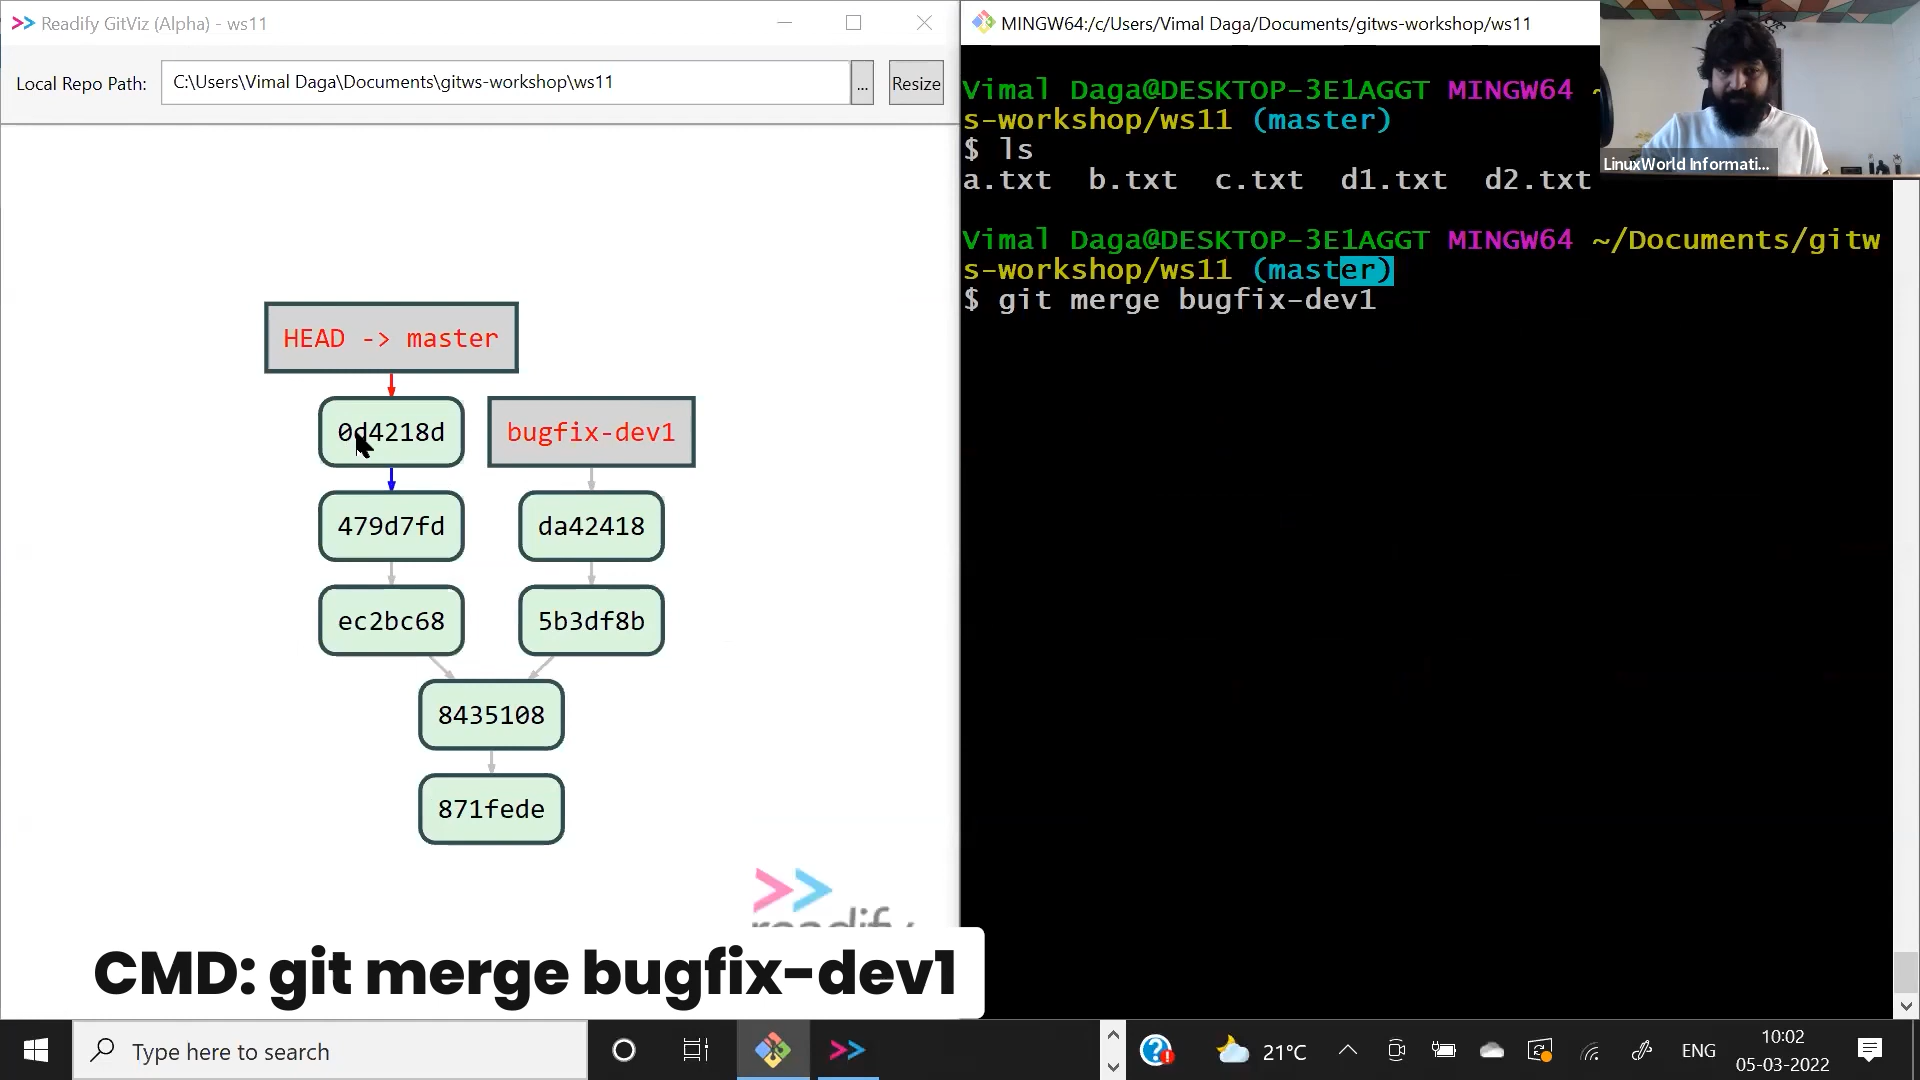 Readify GitViz (Alpha) - ws11
Local Repo Path:
C:\Users\Vimal Daga\Documents\gitws-workshop\ws11
...
Resize
HEAD -> master
0d4218d
bugfix-dev1
479d7fd
da42418
ec2bc68
5b3df8b
8435108
871fede
readify
CMD: git merge bugfix-dev1
MINGW64:/c/Users/Vimal Daga/Documents/gitws-workshop/ws11
Vimal Daga@DESKTOP-3E1AGGT MINGW64 ~
s-workshop/ws11 (master)
$ ls
a.txt b.txt c.txt d1.txt d2.txt
Vimal Daga@DESKTOP-3E1AGGT MINGW64 ~/Documents/gitw
s-workshop/ws11 (master)
$ git merge bugfix-dev1
LinuxWorld Informati...
Type here to search
21°C
ENG
10:02
05-03-2022